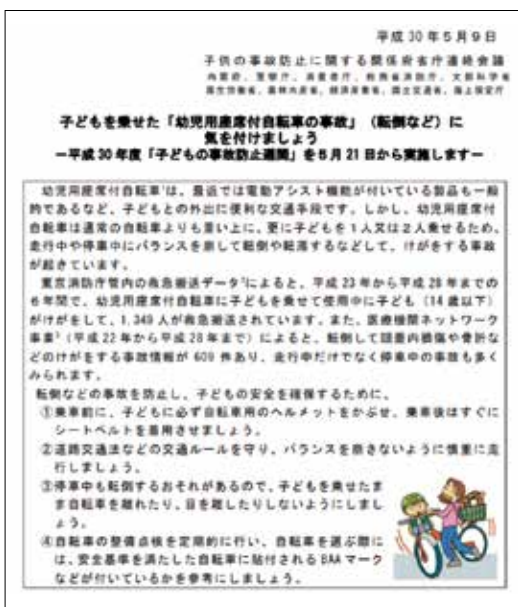 平成30年5月9日
子供の事故防止に関する関係府省庁連絡会議
内閣府、警察庁、消費者庁、総務省消防庁、文部科学省
厚生労働省、農林水産省、経済産業省、国土交通省、海上保安庁
子どもを乗せた「幼児用座席付自転車の事故」（転倒など）に
気を付けましょう
－平成30年度「子どもの事故防止週間」を5月21日から実施します－
幼児用座席付自転車¹は、最近では電動アシスト機能が付いている製品も一般
的であるなど、子どもとの外出に便利な交通手段です。しかし、幼児用座席付
自転車は通常の自転車よりも重い上に、更に子どもを1人又は2人乗せるため、
走行中や停車中にバランスを崩して転倒や転落するなどして、けがをする事故
が起きています。
東京消防庁管内の救急搬送データ²によると、平成23年から平成28年までの
6年間で、幼児用座席付自転車に子どもを乗せて使用中に子ども（14歳以下）
がけがをして、1,349人が救急搬送されています。また、医療機関ネットワーク
事業³（平成22年から平成28年まで）によると、転倒して頭蓋内損傷や骨折な
どのけがをする事故情報が609件あり、走行中だけでなく停車中の事故も多く
みられます。
転倒などの事故を防止し、子どもの安全を確保するために、
①乗車前に、子どもに必ず自転車用のヘルメットをかぶせ、乗車後はすぐに
シートベルトを着用させましょう。
②道路交通法などの交通ルールを守り、バランスを崩さないように慎重に走
行しましょう。
③停車中も転倒するおそれがあるので、子どもを乗せたま
ま自転車を離れたり、目を離したりしないようにしまし
ょう。
④自転車の整備点検を定期的に行い、自転車を選ぶ際に
は、安全基準を満たした自転車に貼付されるBAAマーク
などが付いているかを参考にしましょう。